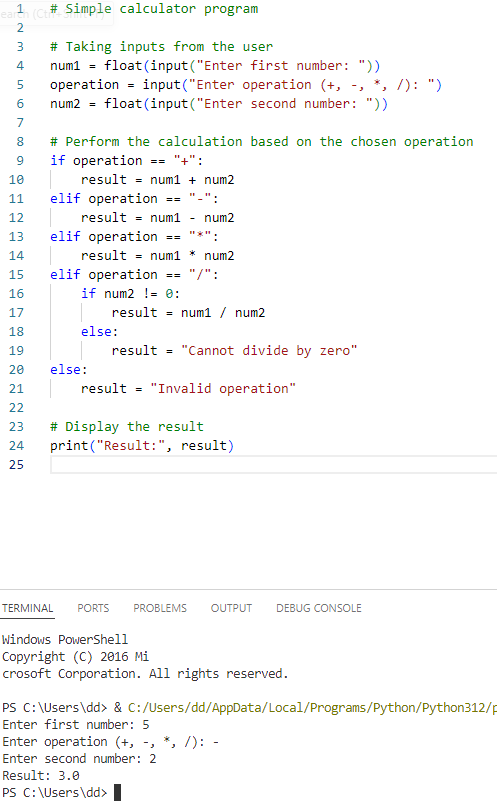 1 # Simple calculator program
2
3 # Taking inputs from the user
4 num1 = float(input("Enter first number: "))
5 operation = input("Enter operation (+, -, *, /): ")
6 num2 = float(input("Enter second number: "))
7
8 # Perform the calculation based on the chosen operation
9 if operation == "+":
10     result = num1 + num2
11 elif operation == "-":
12     result = num1 - num2
13 elif operation == "*":
14     result = num1 * num2
15 elif operation == "/":
16     if num2 != 0:
17         result = num1 / num2
18     else:
19         result = "Cannot divide by zero"
20 else:
21     result = "Invalid operation"
22
23 # Display the result
24 print("Result:", result)
25
TERMINAL PORTS PROBLEMS OUTPUT DEBUG CONSOLE
Windows PowerShell
Copyright (C) 2016 Mi
crosoft Corporation. All rights reserved.
PS C:\Users\dd> & C:/Users/dd/AppData/Local/Programs/Python/Python312/p
Enter first number: 5
Enter operation (+, -, *, /): -
Enter second number: 2
Result: 3.0
PS C:\Users\dd>